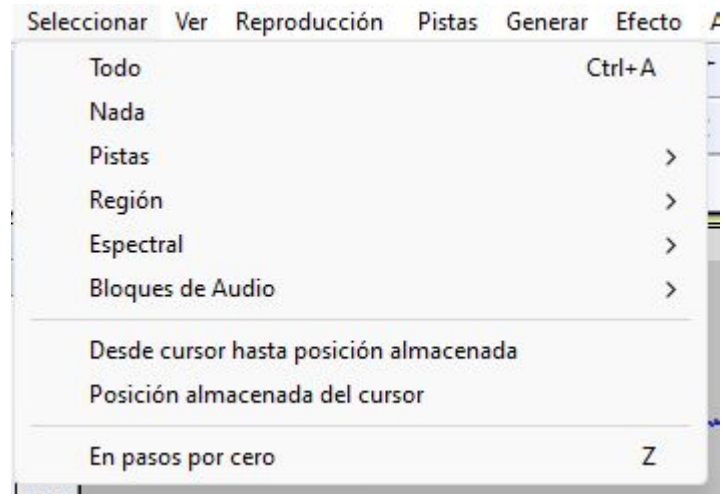 Seleccionar Ver Reproducción Pistas Generar Efecto
Todo Ctrl+A
Nada
Pistas
Región
Espectral
Bloques de Audio
Desde cursor hasta posición almacenada
Posición almacenada del cursor
En pasos por cero Z